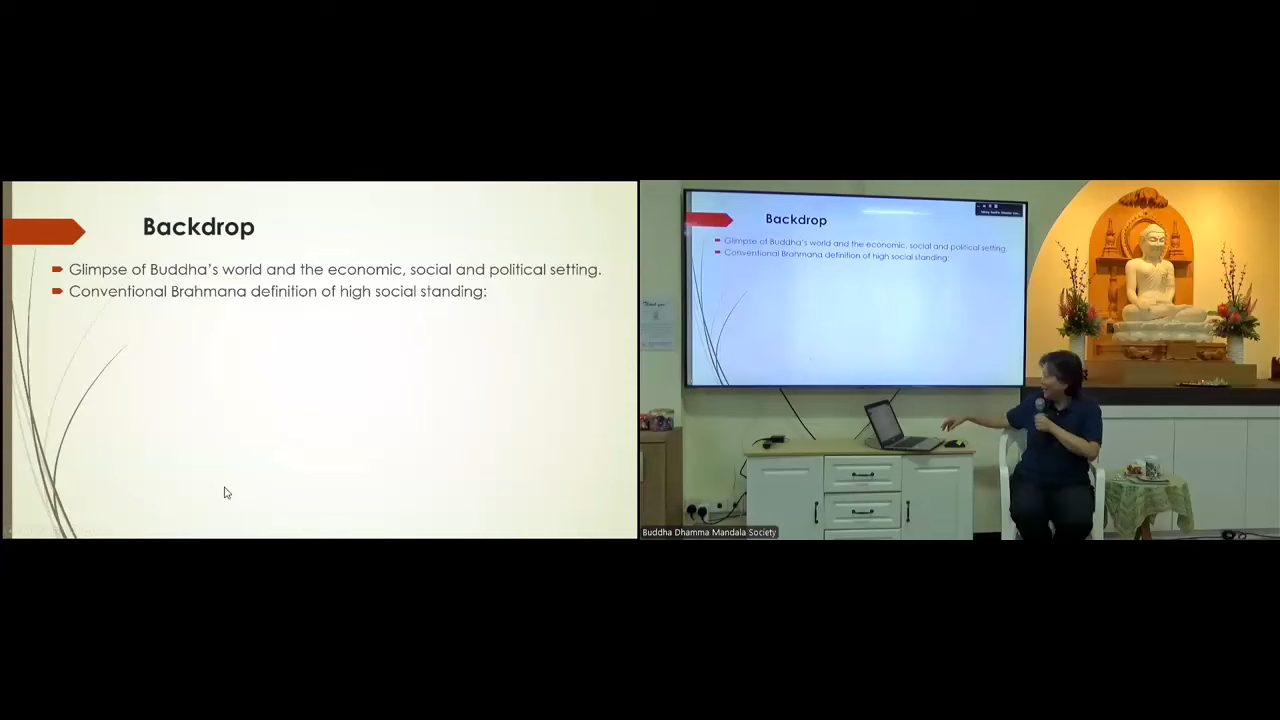 Backdrop
Glimpse of Buddha's world and the economic, social and political setting.
Conventional Brahmana definition of high social standing:
Backdrop
Glimpse of Buddha's world and the economic, social and political setting.
Conventional Brahmana definition of high social standing:
Thank you
Buddha Dhamma Mandala Society